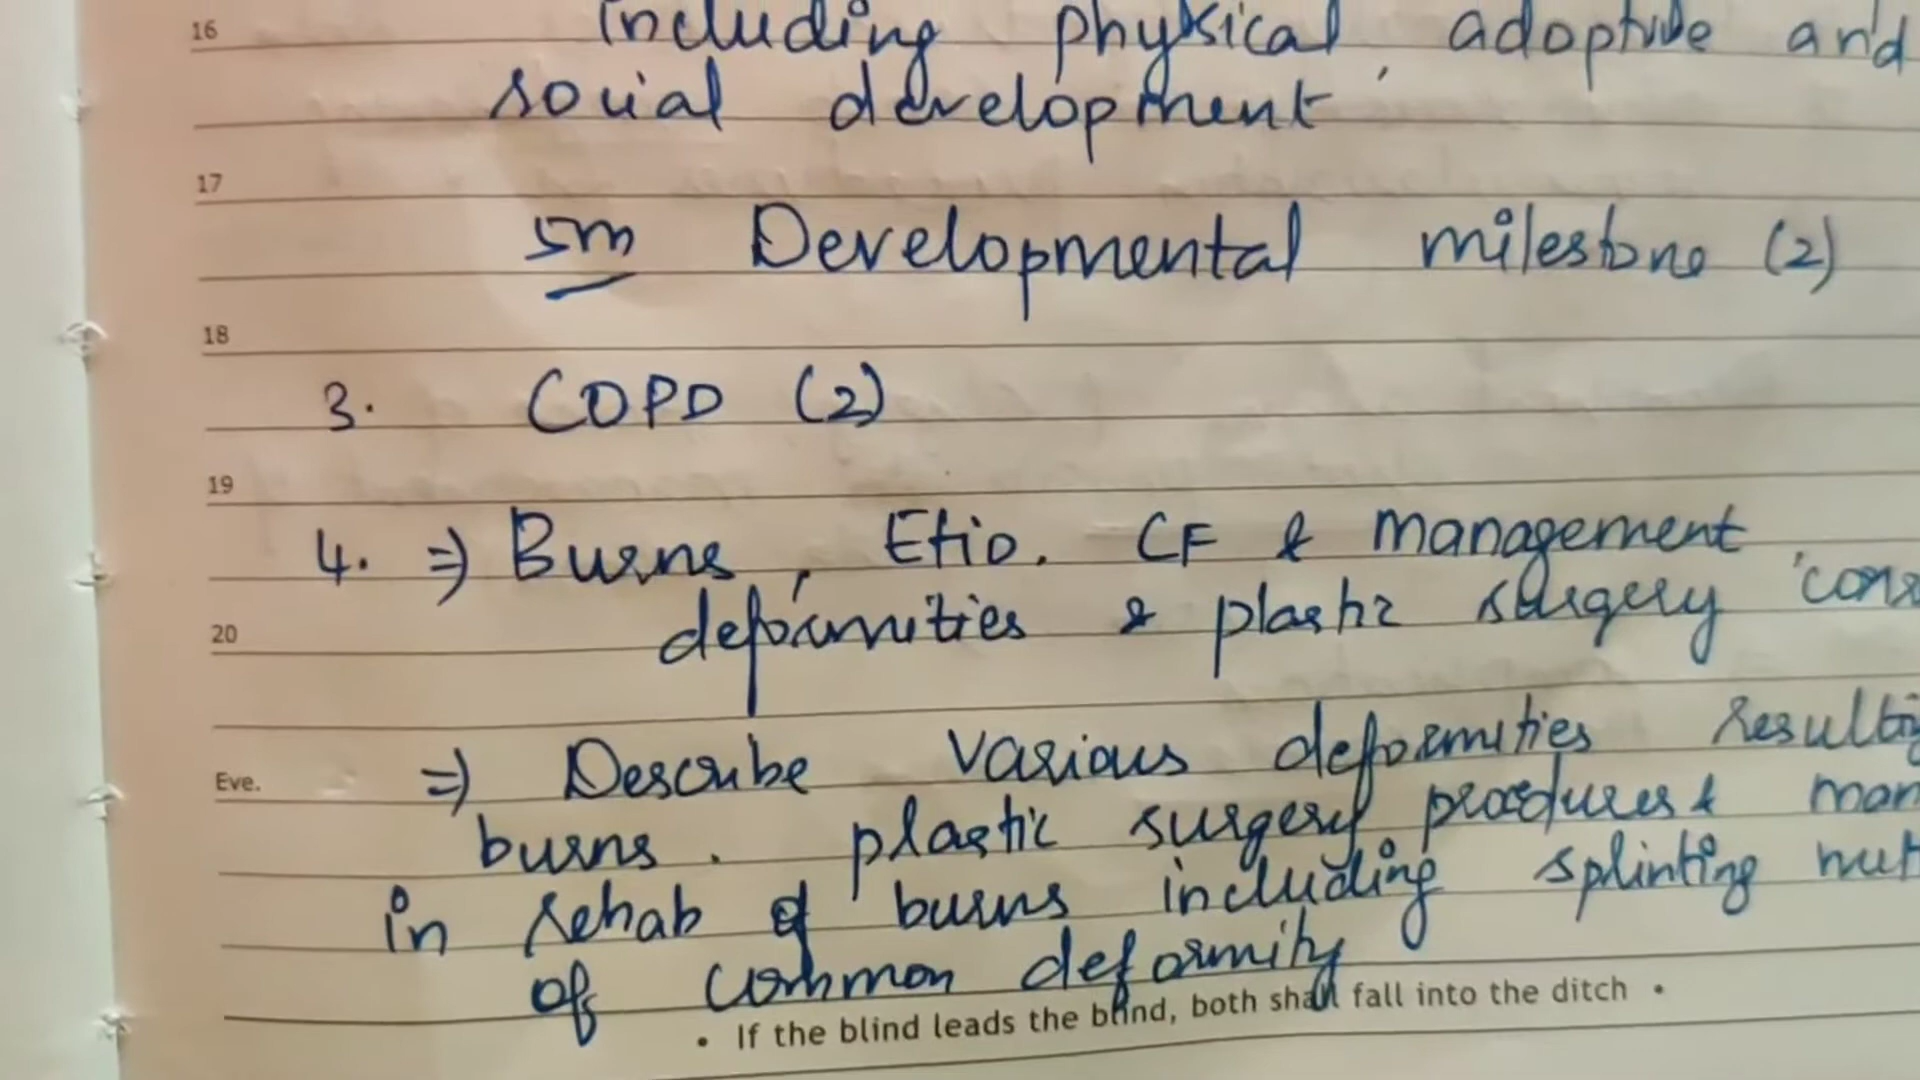 16
including physical, adoptive and
social development
17
5m Developmental milestone (2)
18
3. COPD (2)
19
4. => Burns, Etio. CF & management
deformities & plastic surgery
20
=> Describe various deformities
Eve.
burns. plastic surgery procedures &
in rehab of burns including splinting
of common deformity
• If the blind leads the blind, both shall fall into the ditch •